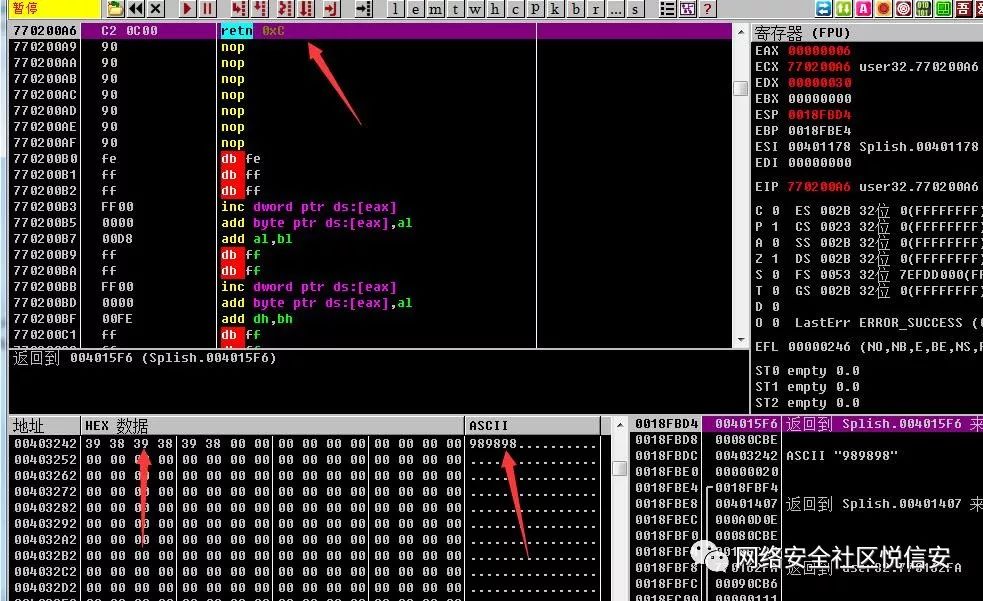 暂停
l e m t w h c p k b r ... s ?
770200A6 C2 0C00 retn 0xC
770200A9 90 nop
770200AA 90 nop
770200AB 90 nop
770200AC 90 nop
770200AD 90 nop
770200AE 90 nop
770200AF 90 nop
770200B0 fe db fe
770200B1 ff db ff
770200B2 ff db ff
770200B3 FF00 inc dword ptr ds:[eax]
770200B5 0000 add byte ptr ds:[eax],al
770200B7 00D8 add al,bl
770200B9 ff db ff
770200BA ff db ff
770200BB FF00 inc dword ptr ds:[eax]
770200BD 0000 add byte ptr ds:[eax],al
770200BF 00FE add dh,bh
770200C1 ff db ff
返回到 004015F6 (Splish.004015F6)
寄存器 (FPU)
EAX 00000006
ECX 770200A6 user32.770200A6
EDX 00000030
EBX 00000000
ESP 0018FBD4
EBP 0018FBE4
ESI 00401178 Splish.00401178
EDI 00000000
EIP 770200A6 user32.770200A6
C 0 ES 002B 32位 0(FFFFFFFF)
P 1 CS 0023 32位 0(FFFFFFFF)
A 0 SS 002B 32位 0(FFFFFFFF)
Z 1 DS 002B 32位 0(FFFFFFFF)
S 0 FS 0053 32位 7EFDD000(FF
T 0 GS 002B 32位 0(FFFFFFFF)
D 0
O 0 LastErr ERROR_SUCCESS (
EFL 00000246 (NO,NB,E,BE,NS,
ST0 empty 0.0
ST1 empty 0.0
ST2 empty 0.0
地址 HEX 数据 ASCII
00403242 39 38 39 38 39 38 00 00 00 00 00 00 00 00 00 00 989898..........
00403252 00 00 00 00 00 00 00 00 00 00 00 00 00 00 00 00 ................
00403262 00 00 00 00 00 00 00 00 00 00 00 00 00 00 00 ................
00403272 00 00 00 00 00 00 00 00 00 00 00 00 00 00 00 ................
00403282 00 00 00 00 00 00 00 00 00 00 00 00 00 00 00 ................
00403292 00 00 00 00 00 00 00 00 00 00 00 00 00 00 00 ................
004032A2 00 00 00 00 00 00 00 00 00 00 00 00 00 00 00 ................
004032B2 00 00 00 00 00 00 00 00 00 00 00 00 00 00 00 ................
004032C2 00 00 00 00 00 00 00 00 00 00 00 00 00 00 00 00 ................
004032D2 00 00 00 00 00 00 00 00 00 00 00 00 00 00 00 00 ................
0018FBD4 004015F6 返回到 Splish.004015F6 来
0018FBD8 00080CBE
0018FBDC 00403242 ASCII "989898"
0018FBE0 00000020
0018FBE4 0018FBF4
0018FBE8 00401407 返回到 Splish.00401407 来
0018FBEC 000A0D0E
0018FBF0 00080CBE
网络安全社区悦信安
0018FBF8 返回到
0018FBFC 00090CB6
0018FC00 00000111